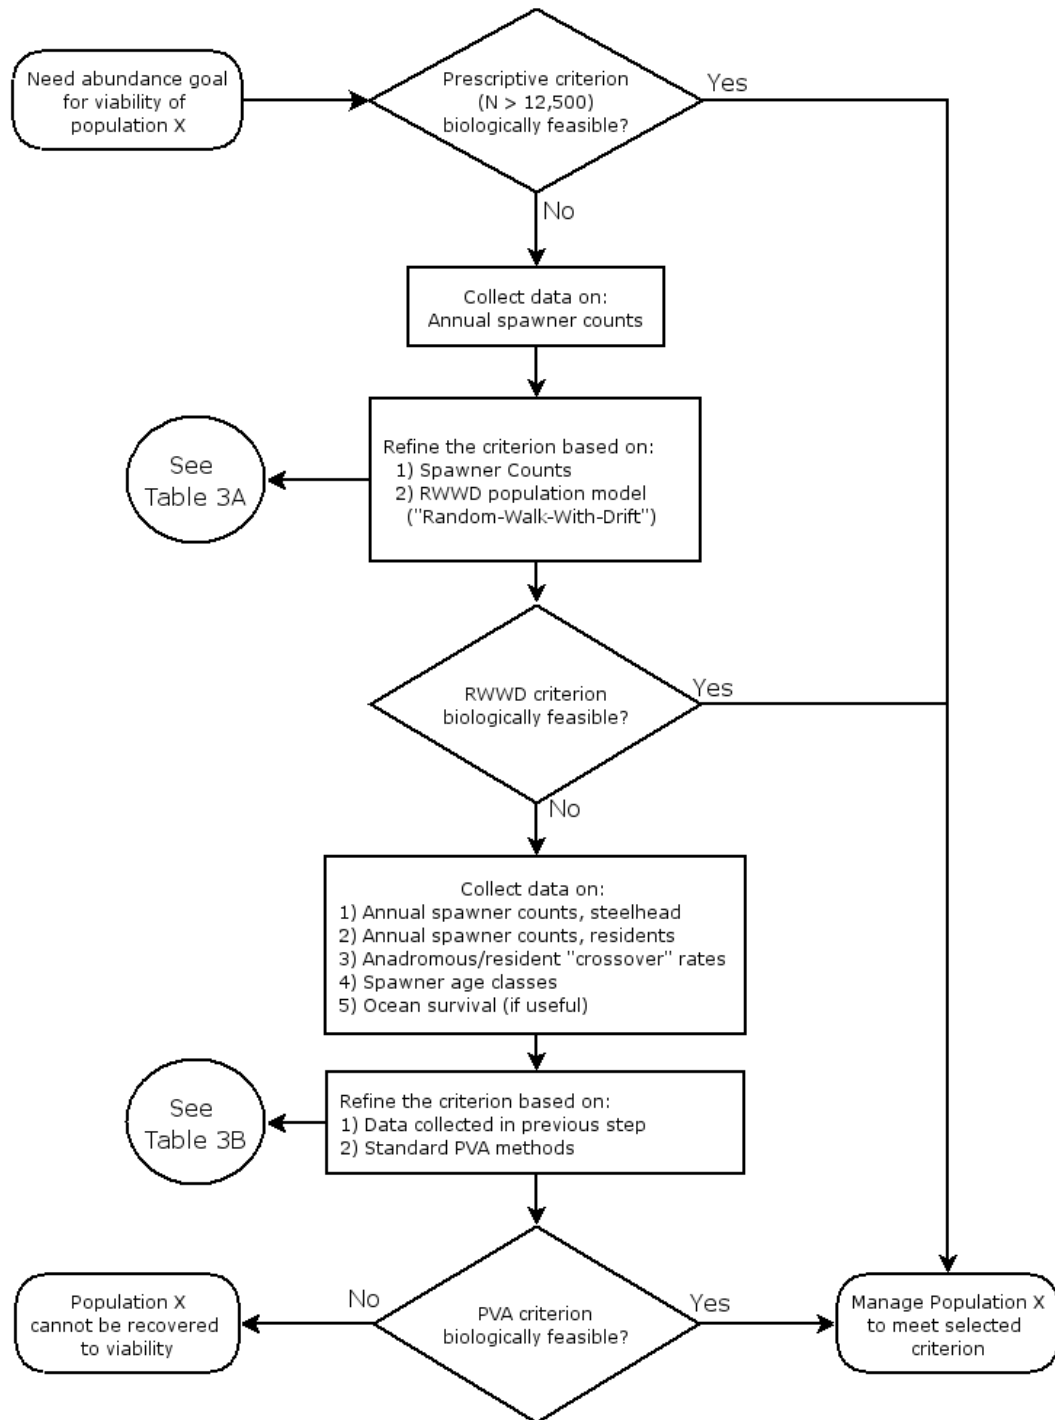 Need abundance goal
for viability of
population X
Prescriptive criterion
(N > 12,500)
biologically feasible?
Yes
No
Collect data on:
Annual spawner counts
Refine the criterion based on:
1) Spawner Counts
2) RWWD population model
("Random-Walk-With-Drift")
See
Table 3A
RWWD criterion
biologically feasible?
Yes
No
Collect data on:
1) Annual spawner counts, steelhead
2) Annual spawner counts, residents
3) Anadromous/resident "crossover" rates
4) Spawner age classes
5) Ocean survival (if useful)
Refine the criterion based on:
1) Data collected in previous step
2) Standard PVA methods
See
Table 3B
PVA criterion
biologically feasible?
No
Yes
Population X
cannot be recovered
to viability
Manage Population X
to meet selected
criterion